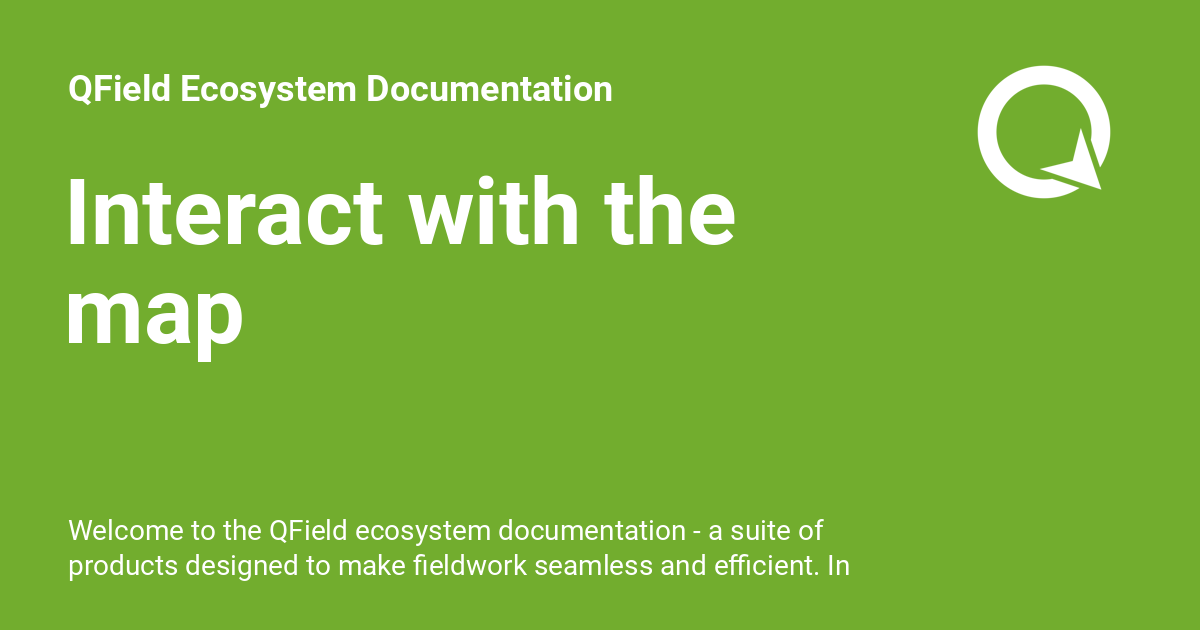 QField Ecosystem Documentation
Interact with the
map
Welcome to the QField ecosystem documentation - a suite of
products designed to make fieldwork seamless and efficient. In